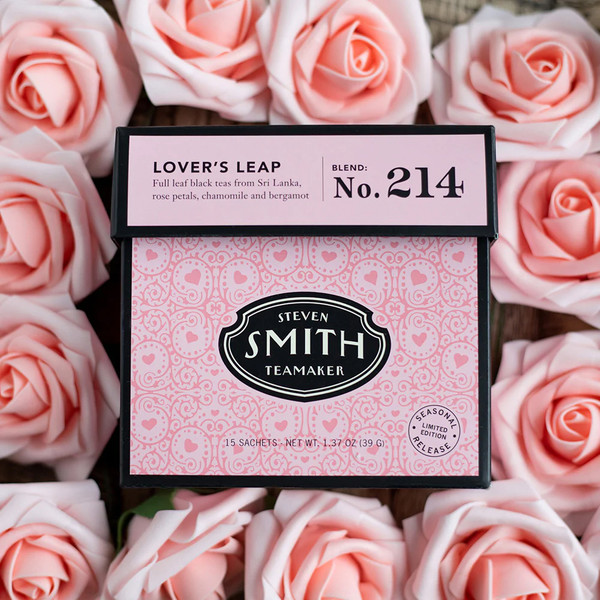 LOVER'S LEAP
Full leaf black teas from Sri Lanka,
rose petals, chamomile and bergamot
BLEND:
No. 214
STEVEN
SMITH
TEAMAKER
15 SACHETS · NET WT. 1.37 OZ (39 G)
SEASONAL
LIMITED
EDITION
RELEASE